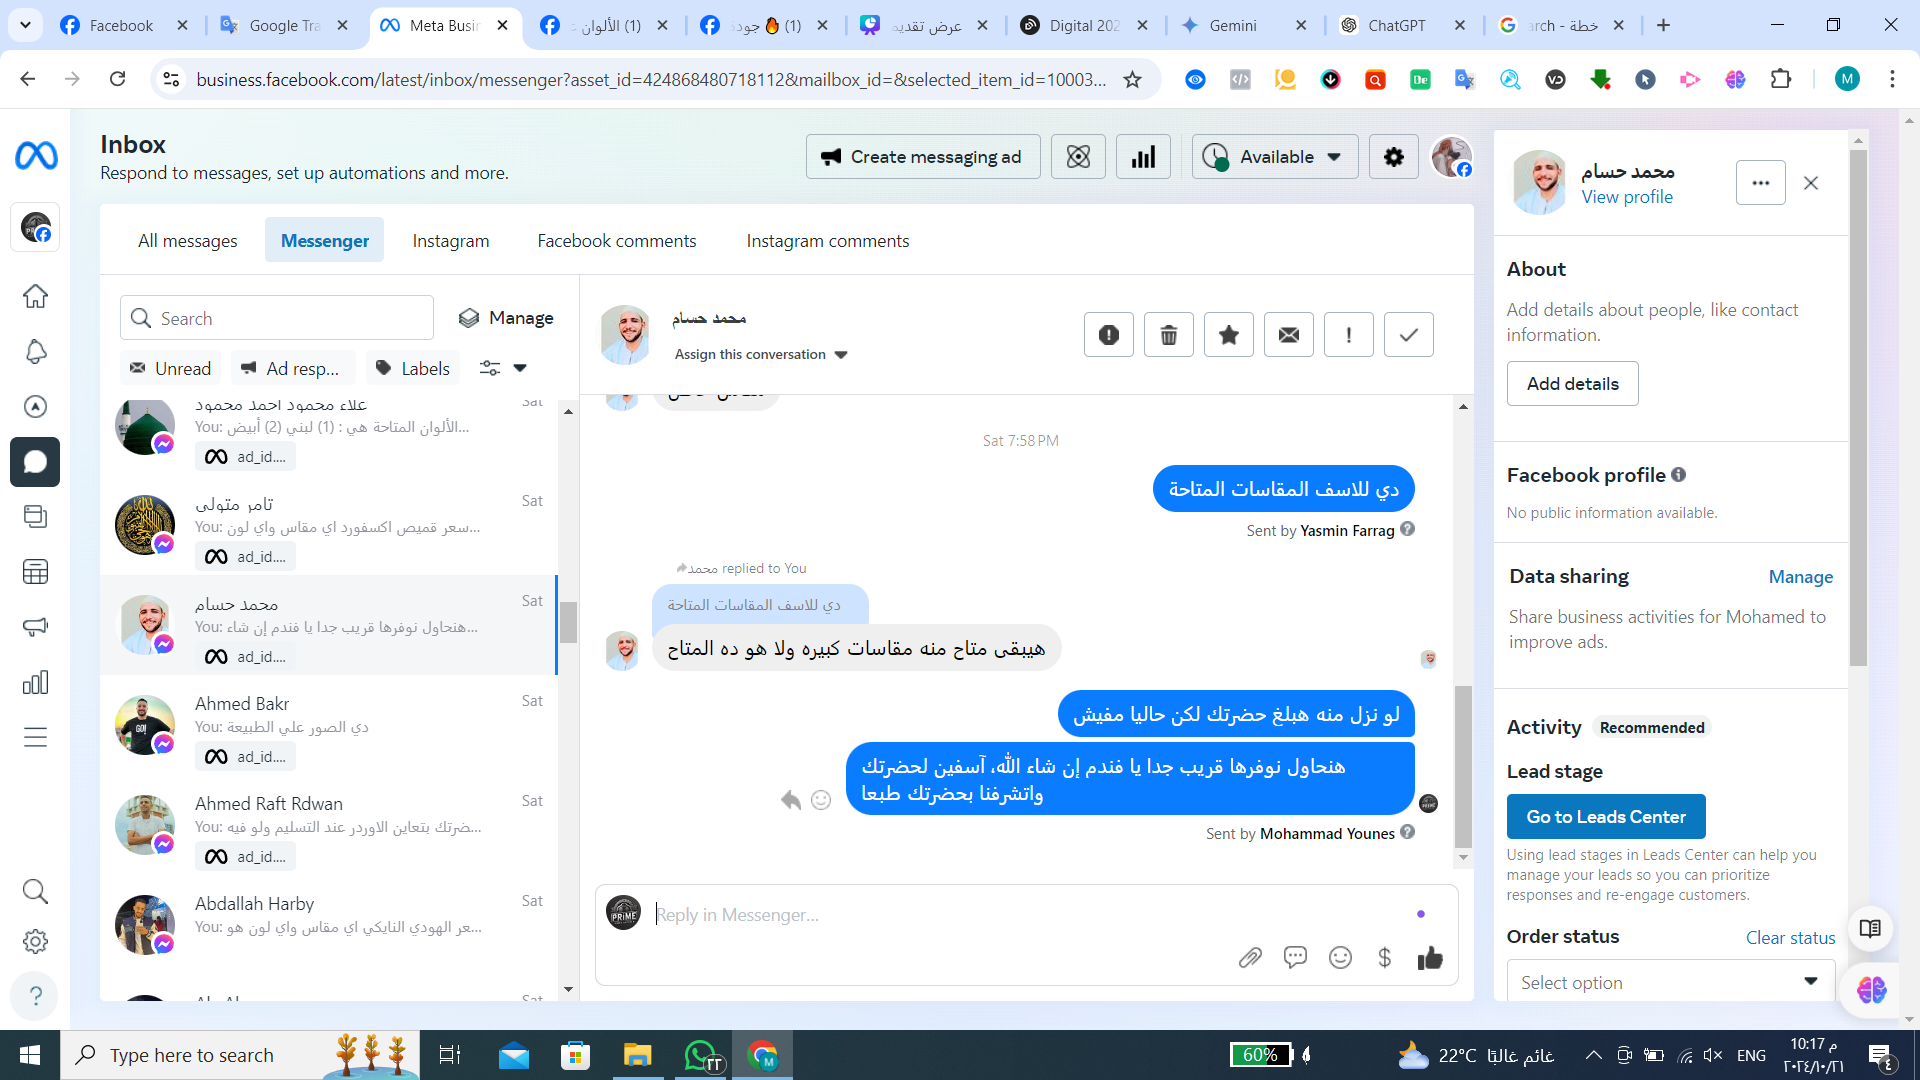 Facebook
Google Tra
Meta Busin
(1) الألوان
(1) 🔥 جودة
عرض تقديم
Digital 202
Gemini
ChatGPT
خطة - arch
business.facebook.com/latest/inbox/messenger?asset_id=424868480718112&mailbox_id=&selected_item_id=10003...
M
Inbox
Respond to messages, set up automations and more.
Create messaging ad
Available
All messages
Messenger
Instagram
Facebook comments
Instagram comments
Search
Manage
Unread
Ad resp...
Labels
علاء محمود احمد محمود
Sat
You: الألوان المتاحة هي : (1) لبني (2) أبيض...
ad_id....
تامر متولى
Sat
You: سعر قميص اكسفورد اي مقاس واي لون...
ad_id....
محمد حسام
Sat
You: هنحاول نوفرها قريب جدا يا فندم إن شاء...
ad_id....
Ahmed Bakr
Sat
You: دي الصور علي الطبيعة
ad_id....
Ahmed Raft Rdwan
Sat
You: ضرتك بتعاين الاوردر عند التسليم ولو فيه...
ad_id....
Abdallah Harby
Sat
You: عر الهودي النايكي اي مقاس واي لون هو...
Sat
محمد حسام
Assign this conversation
Sat 7:58 PM
دي للاسف المقاسات المتاحة
Sent by Yasmin Farrag
محمد replied to You
دي للاسف المقاسات المتاحة
هيبقى متاح منه مقاسات كبيره ولا هو ده المتاح
لو نزل منه هبلغ حضرتك لكن حاليا مفيش
هنحاول نوفرها قريب جدا يا فندم إن شاء الله، آسفين لحضرتك
واتشرفنا بحضرتك طبعا
Sent by Mohammad Younes
PRIME
Reply in Messenger...
محمد حسام
View profile
About
Add details about people, like contact
information.
Add details
Facebook profile
No public information available.
Data sharing
Manage
Share business activities for Mohamed to
improve ads.
Activity
Recommended
Lead stage
Go to Leads Center
Using lead stages in Leads Center can help you
manage your leads so you can prioritize
responses and re-engage customers.
Order status
Clear status
Select option
Type here to search
٢٣
60%
22°C
غائم غالبًا
ENG
10:17 م
٢٠٢٤/١٠/٢١
٤